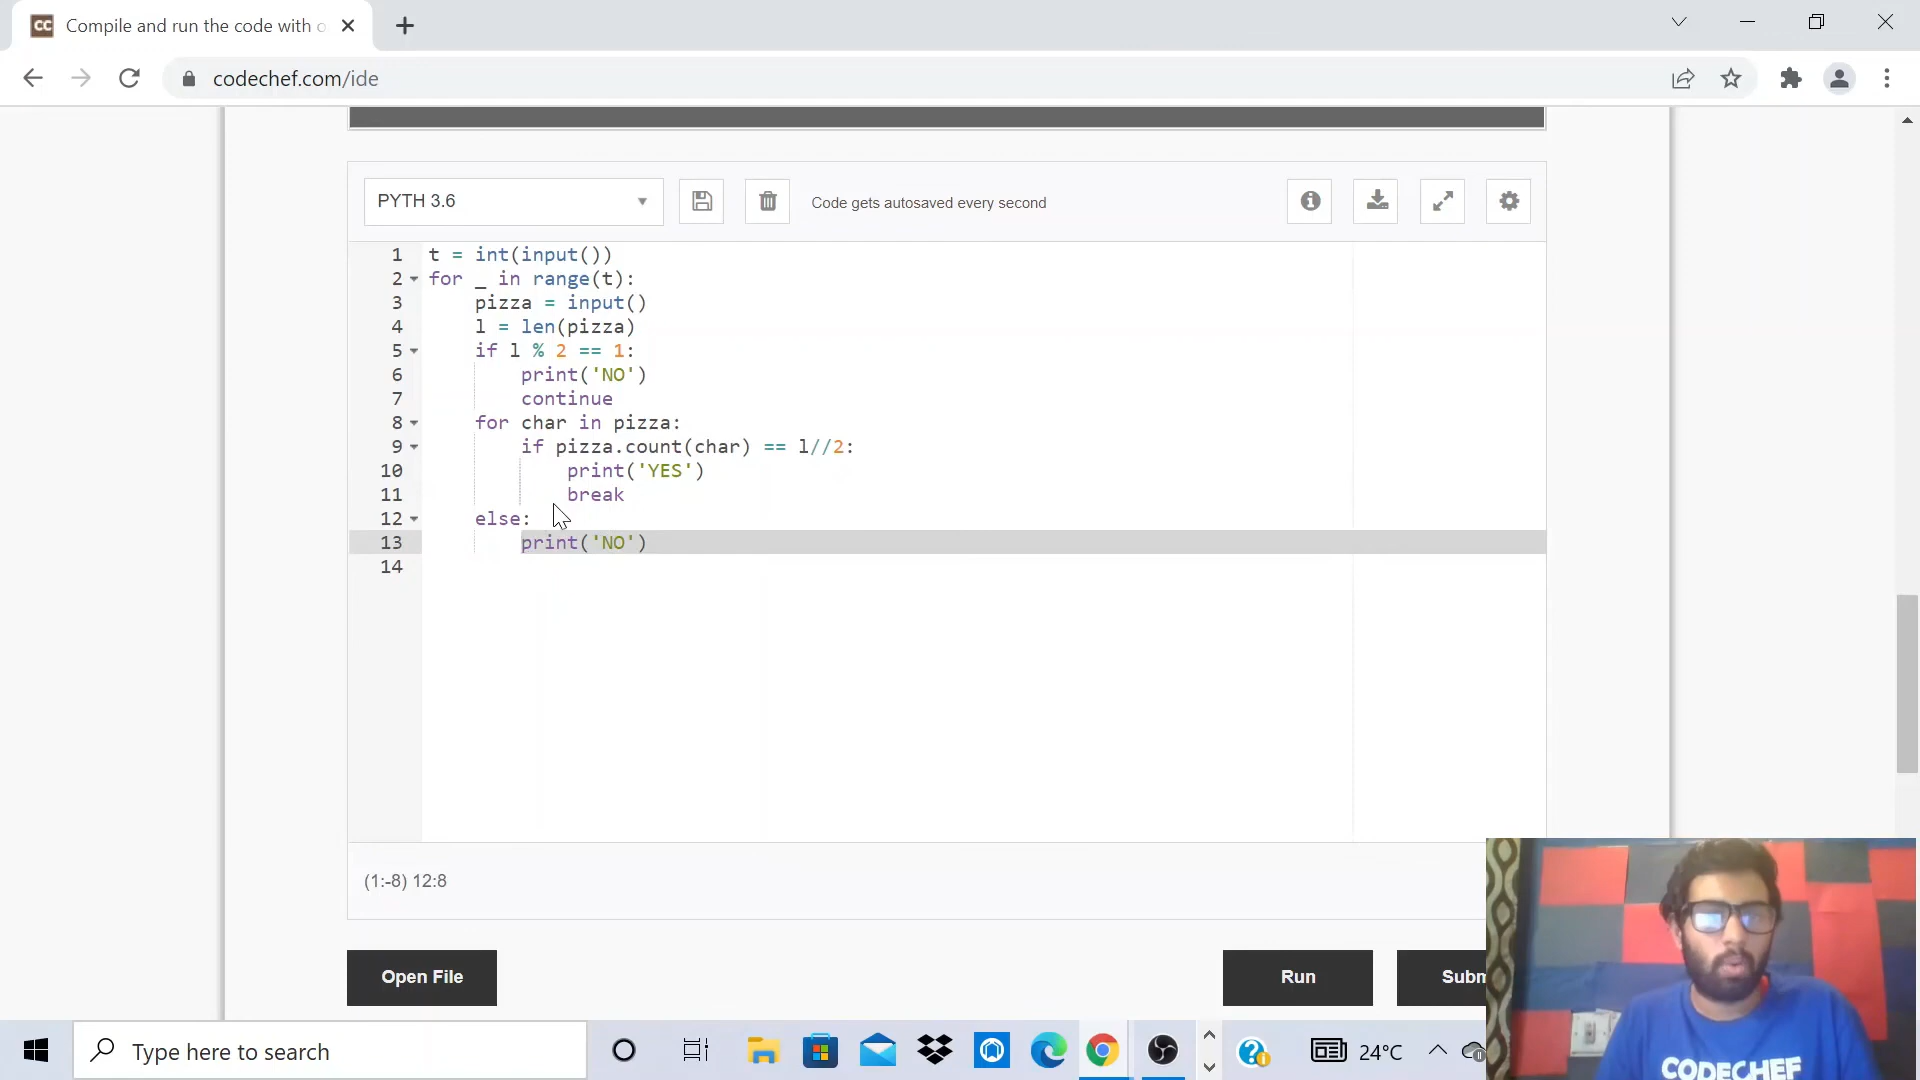 CC Compile and run the code with o
codechef.com/ide
PYTH 3.6
Code gets autosaved every second
1 t = int(input())
2 for _ in range(t):
3     pizza = input()
4     l = len(pizza)
5     if l % 2 == 1:
6         print('NO')
7         continue
8     for char in pizza:
9         if pizza.count(char) == l//2:
10             print('YES')
11             break
12     else:
13         print('NO')
14
(1:-8) 12:8
Open File
Run
Subm
CODECHEF
Type here to search
24°C